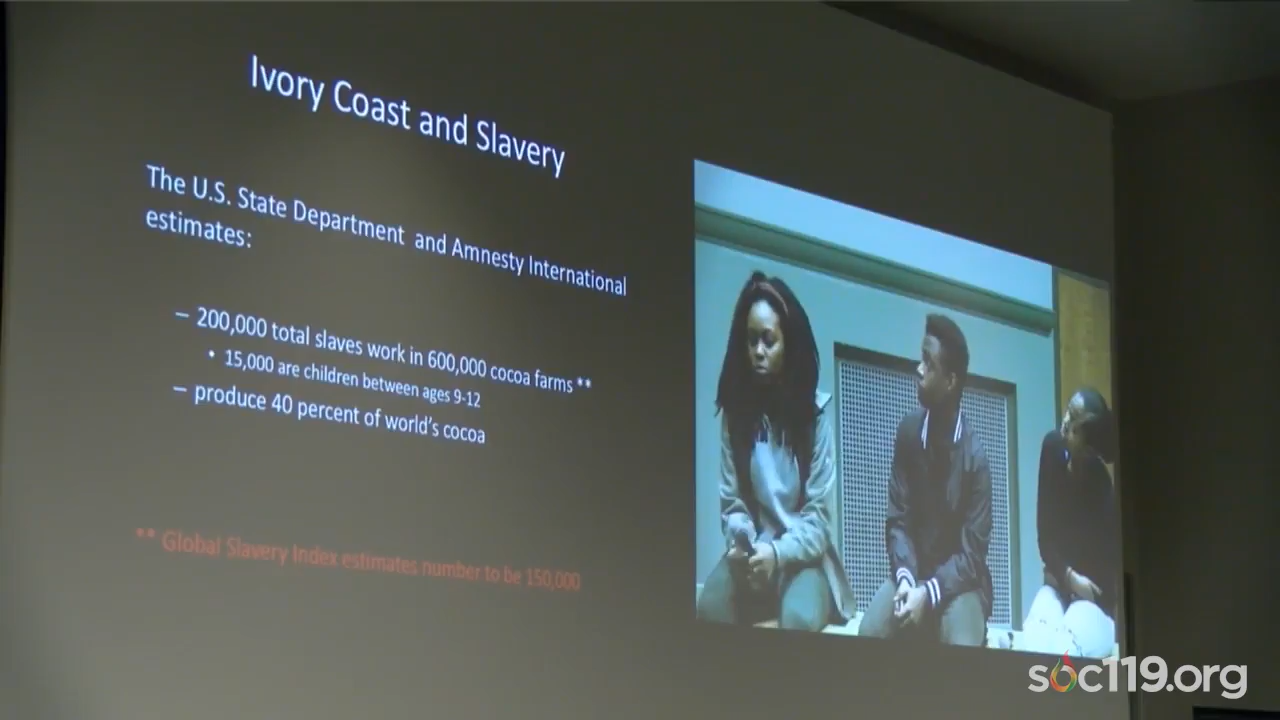 Ivory Coast and Slavery
The U.S. State Department and Amnesty International
estimates:
– 200,000 total slaves work in 600,000 cocoa farms **
• 15,000 are children between ages 9-12
– produce 40 percent of world's cocoa
** Global Slavery Index estimates number to be 150,000
soc119.org